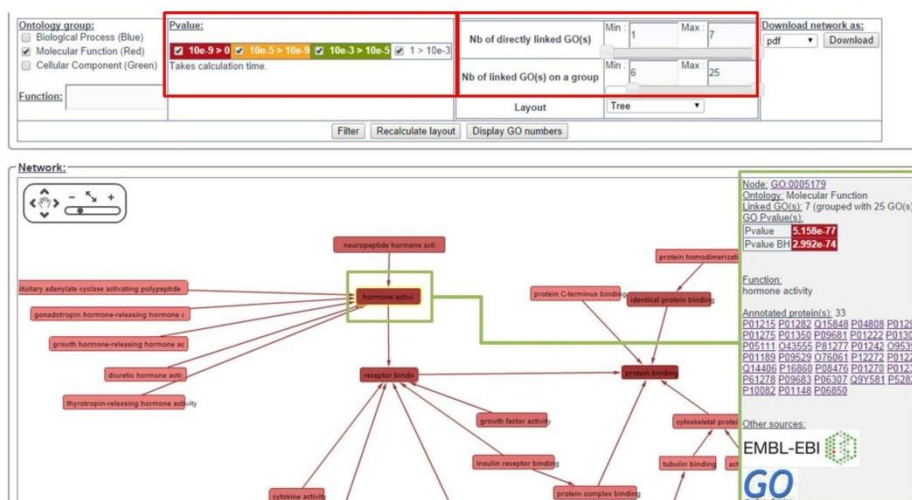 Ontology group:
Biological Process (Blue)
Molecular Function (Red)
Cellular Component (Green)
Function:
Pvalue:
10e-9 > 0 10e-5 > 10e-9 10e-3 > 10e-5 1 > 10e-3
Takes calculation time.
Nb of directly linked GO(s)
Min : 1 Max : 7
Nb of linked GO(s) on a group
Min : 6 Max : 25
Layout Tree
Download network as:
pdf Download
Filter Recalculate layout Display GO numbers
Network:
neuropeptide hormone acti
protein homodimerizati
ituitary adenylate cyclase activating polypeptide
hormone activi
protein C-terminus binding
identical protein binding
gonadotropin hormone-releasing hormone
growth hormone-releasing hormone ac
diuretic hormone acti
receptor bindi
protein binding
thyrotropin-releasing hormone activity
growth factor activity
cytoskeletal protei
insulin receptor binding
tubulin binding
act
cytokine activity
protein complex binding
Node: GO:0005179
Ontology: Molecular Function
Linked GO(s): 7 (grouped with 25 GO(s)
GO Pvalue(s):
Pvalue 5.158e-77
Pvalue BH 2.992e-74
Function:
hormone activity
Annotated protein(s): 33
P01215 P01282 Q15848 P04808 P0129
P01275 P01350 P09681 P01222 P0130
P05111 O43555 P81277 P01242 O9539
P01189 P09529 O76061 P12272 P0122
Q14406 P16860 P08476 P01270 P0123
P61278 P09683 P06307 Q9Y581 P5282
P10082 P01148 P06850
Other sources:
EMBL-EBI
GO